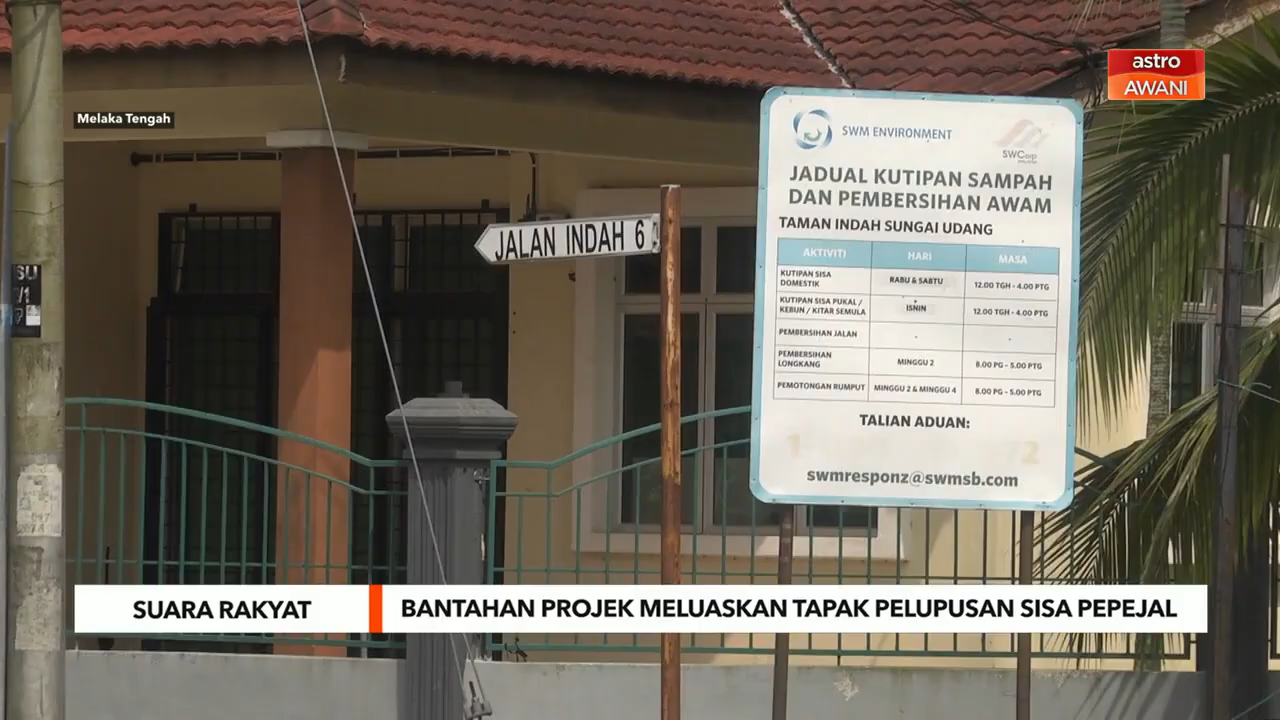 astro
AWANI
Melaka Tengah
SWM ENVIRONMENT
SWCorp
JADUAL KUTIPAN SAMPAH
DAN PEMBERSIHAN AWAM
TAMAN INDAH SUNGAI UDANG
AKTIVITI HARI MASA
KUTIPAN SISA
DOMESTIK RABU & SABTU 12.00 TGH - 4.00 PTG
KUTIPAN SISA PUKAL /
KEBUN / KITAR SEMULA ISNIN 12.00 TGH - 4.00 PTG
PEMBERSIHAN JALAN - -
PEMBERSIHAN
LONGKANG MINGGU 2 8.00 PG - 5.00 PTG
PEMOTONGAN RUMPUT MINGGU 2 & MINGGU 4 8.00 PG - 5.00 PTG
TALIAN ADUAN:
swmresponz@swmsb.com
JALAN INDAH 6
SUARA RAKYAT
BANTAHAN PROJEK MELUASKAN TAPAK PELUPUSAN SISA PEPEJAL